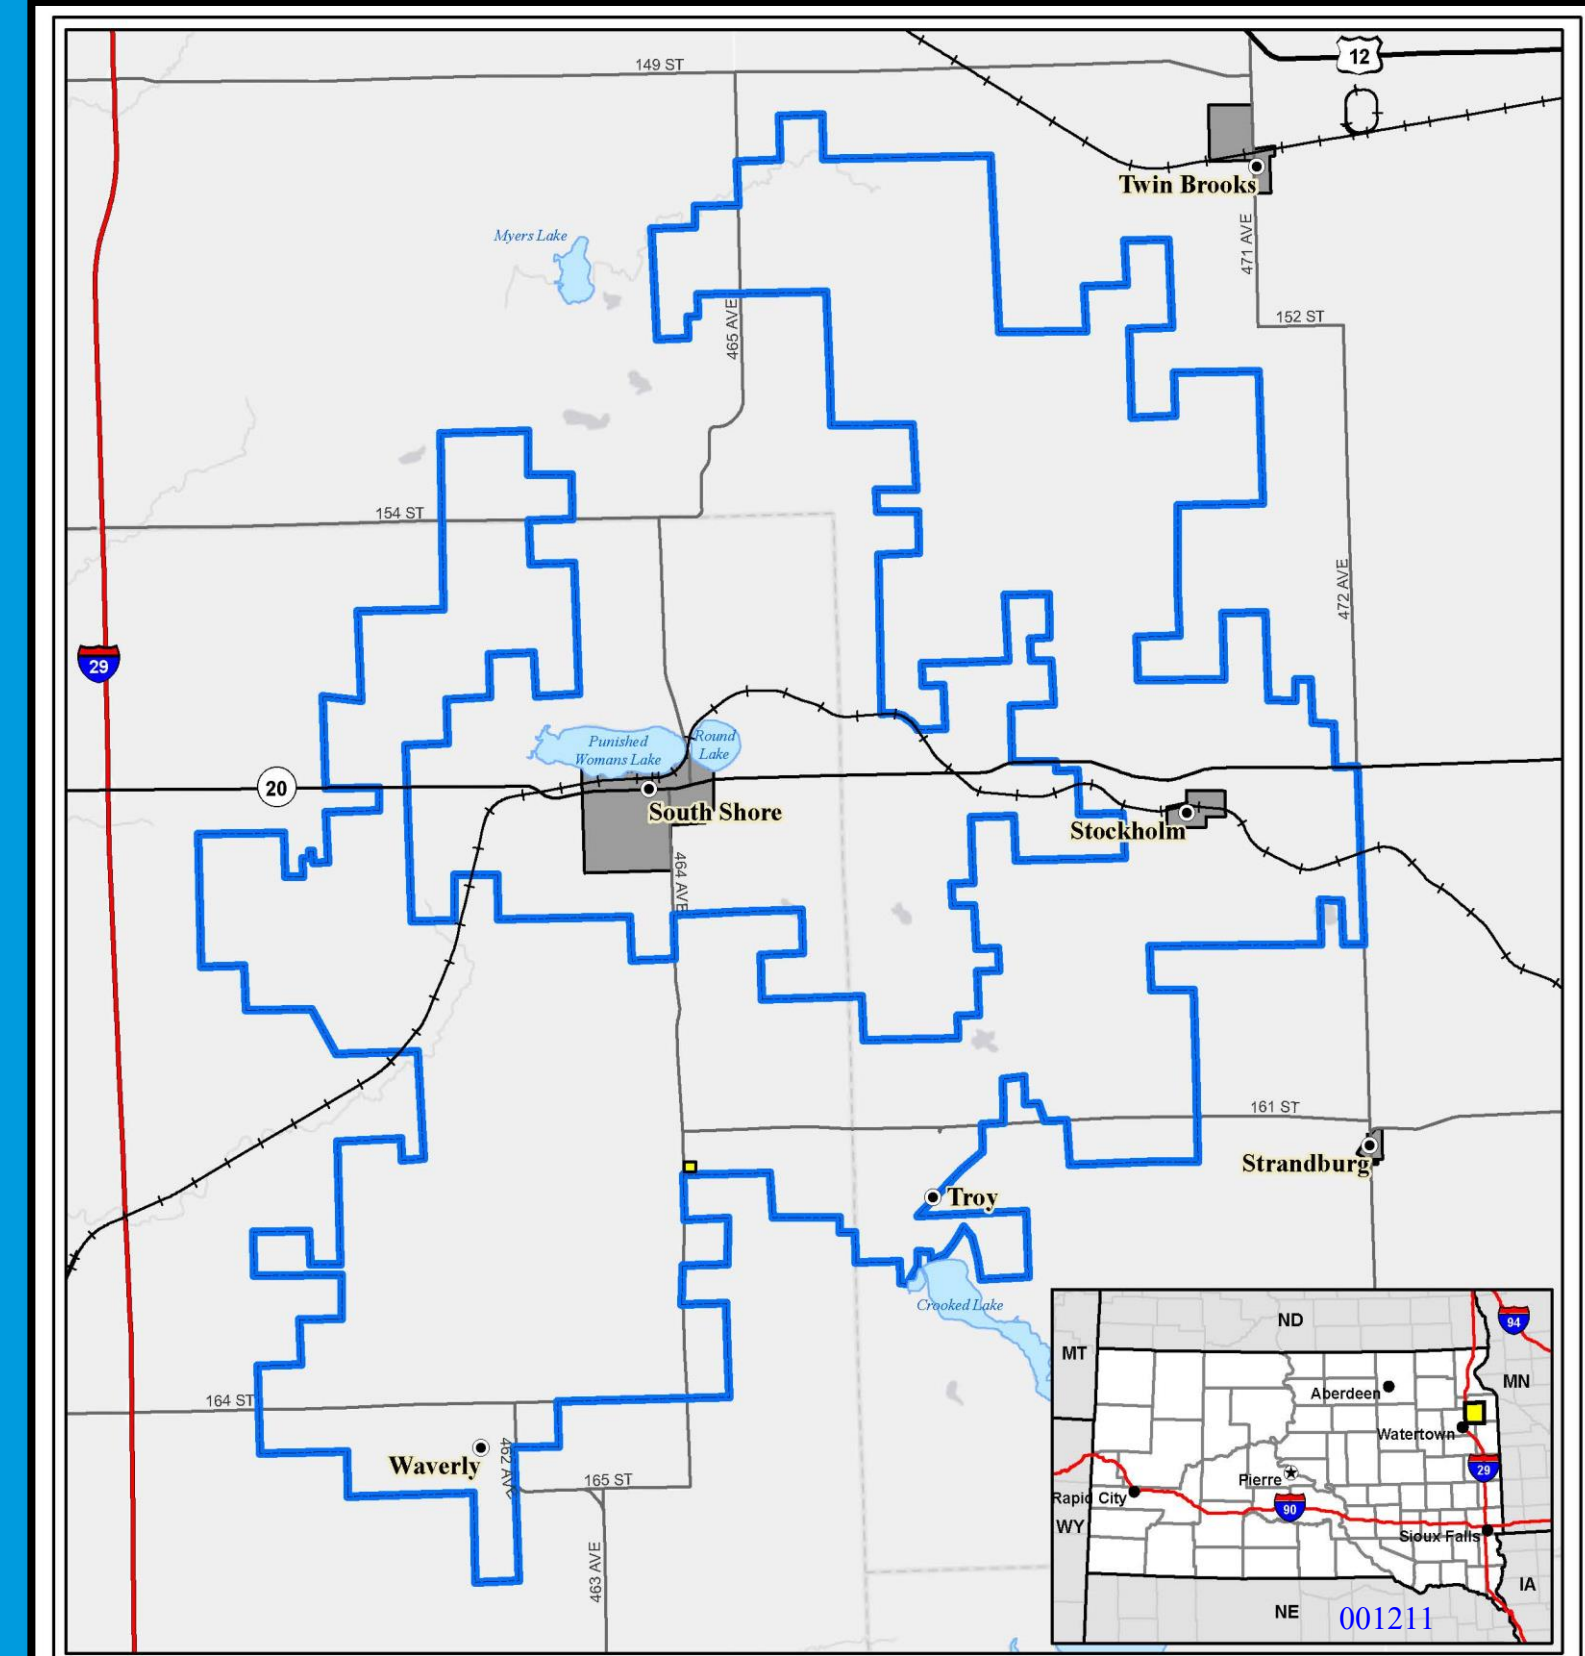 149 ST
12
Twin Brooks
Myers Lake
471 AVE
465 AVE
152 ST
154 ST
472 AVE
29
Punished
Womans Lake
Round
Lake
20
South Shore
Stockholm
464 AVE
161 ST
Strandburg
Troy
Crooked Lake
164 ST
Waverly
462 AVE
165 ST
463 AVE
ND
94
MT
MN
Aberdeen
Watertown
29
Pierre
Rapid City
90
WY
Sioux Falls
IA
NE
001211